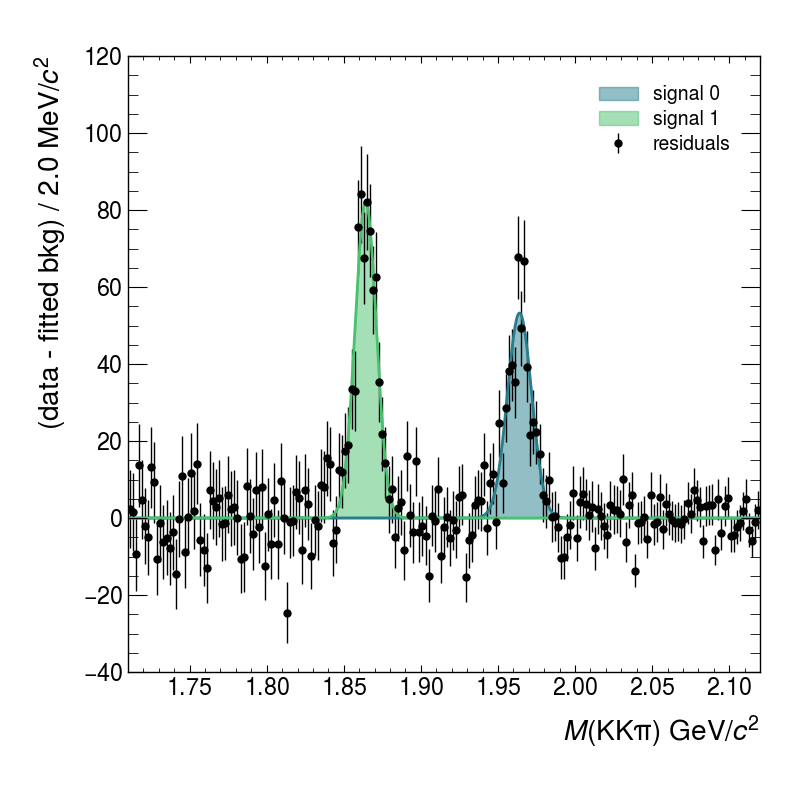 (data - fitted bkg) / 2.0 MeV/c²
120
100
80
60
40
20
0
−20
−40
signal 0
signal 1
residuals
1.75 1.80 1.85 1.90 1.95 2.00 2.05 2.10
M(KKπ) GeV/c²